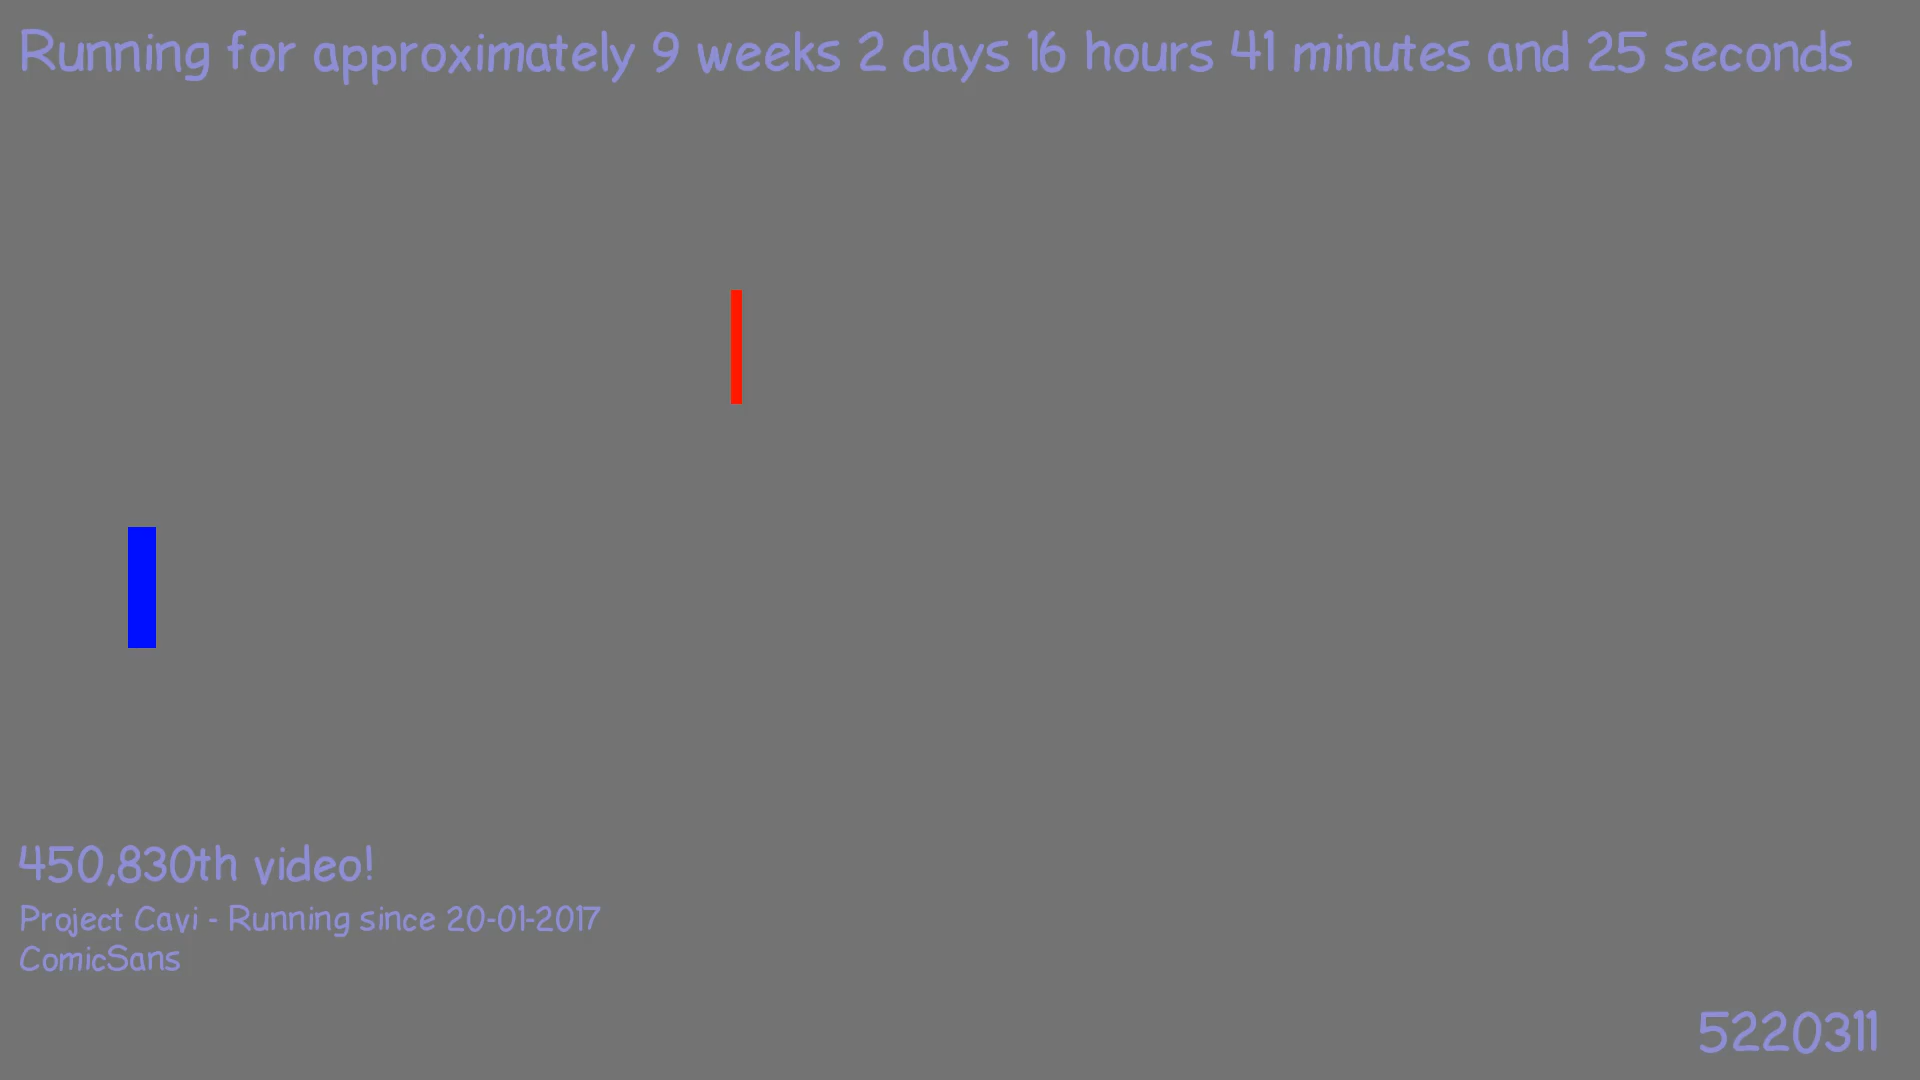 Running for approximately 9 weeks 2 days 16 hours 41 minutes and 25 seconds
450,830th video!
Project Cavi - Running since 20-01-2017
ComicSans
5220311